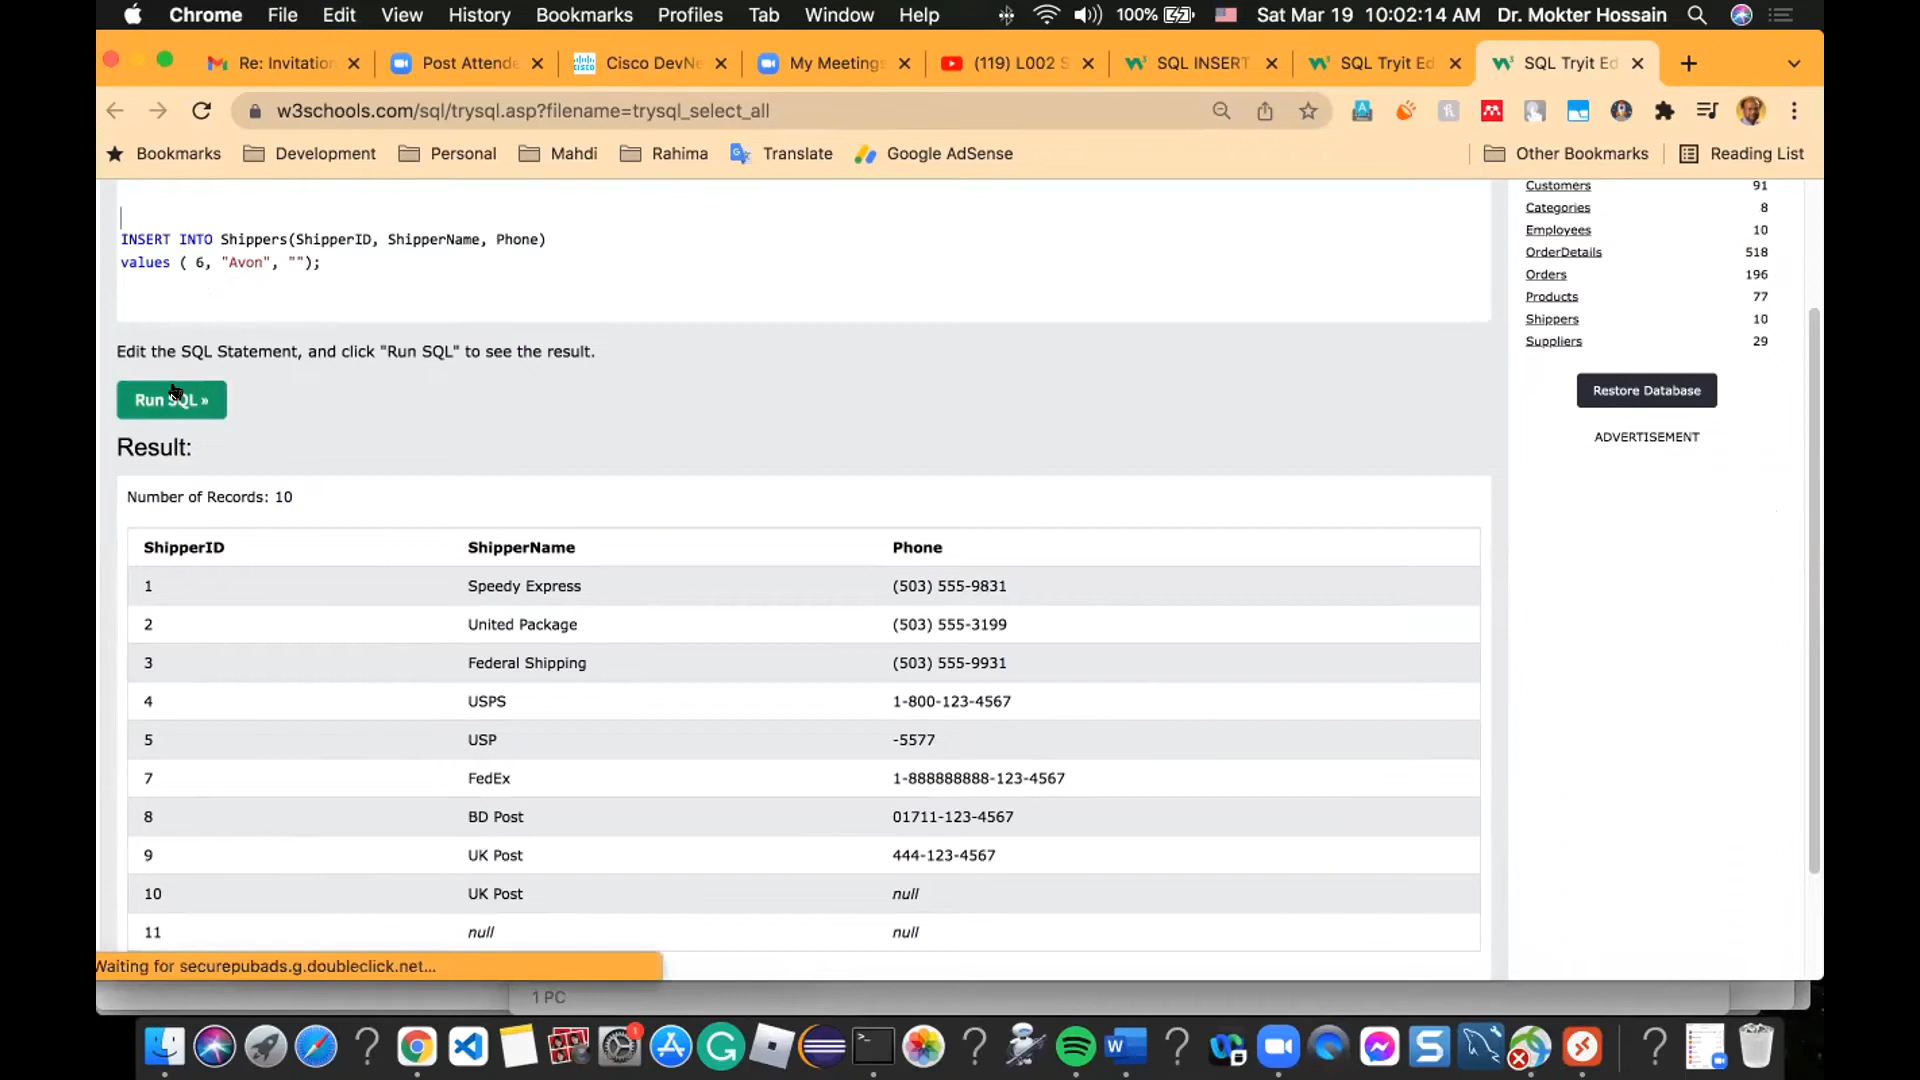 Chrome File Edit View History Bookmarks Profiles Tab Window Help 100% Sat Mar 19 10:02:14 AM Dr. Mokter Hossain
Re: Invitation Post Attende Cisco DevNe My Meeting (119) L002 S SQL INSERT SQL Tryit Ed SQL Tryit Ed
w3schools.com/sql/trysql.asp?filename=trysql_select_all
Bookmarks Development Personal Mahdi Rahima Translate Google AdSense Other Bookmarks Reading List
INSERT INTO Shippers(ShipperID, ShipperName, Phone)
values ( 6, "Avon", "");
Edit the SQL Statement, and click "Run SQL" to see the result.
Run SQL »
Result:
Number of Records: 10
ShipperID ShipperName Phone
1 Speedy Express (503) 555-9831
2 United Package (503) 555-3199
3 Federal Shipping (503) 555-9931
4 USPS 1-800-123-4567
5 USP -5577
7 FedEx 1-888888888-123-4567
8 BD Post 01711-123-4567
9 UK Post 444-123-4567
10 UK Post null
11 null null
Customers 91
Categories 8
Employees 10
OrderDetails 518
Orders 196
Products 77
Shippers 10
Suppliers 29
Restore Database
ADVERTISEMENT
Waiting for securepubads.g.doubleclick.net...
1 PC